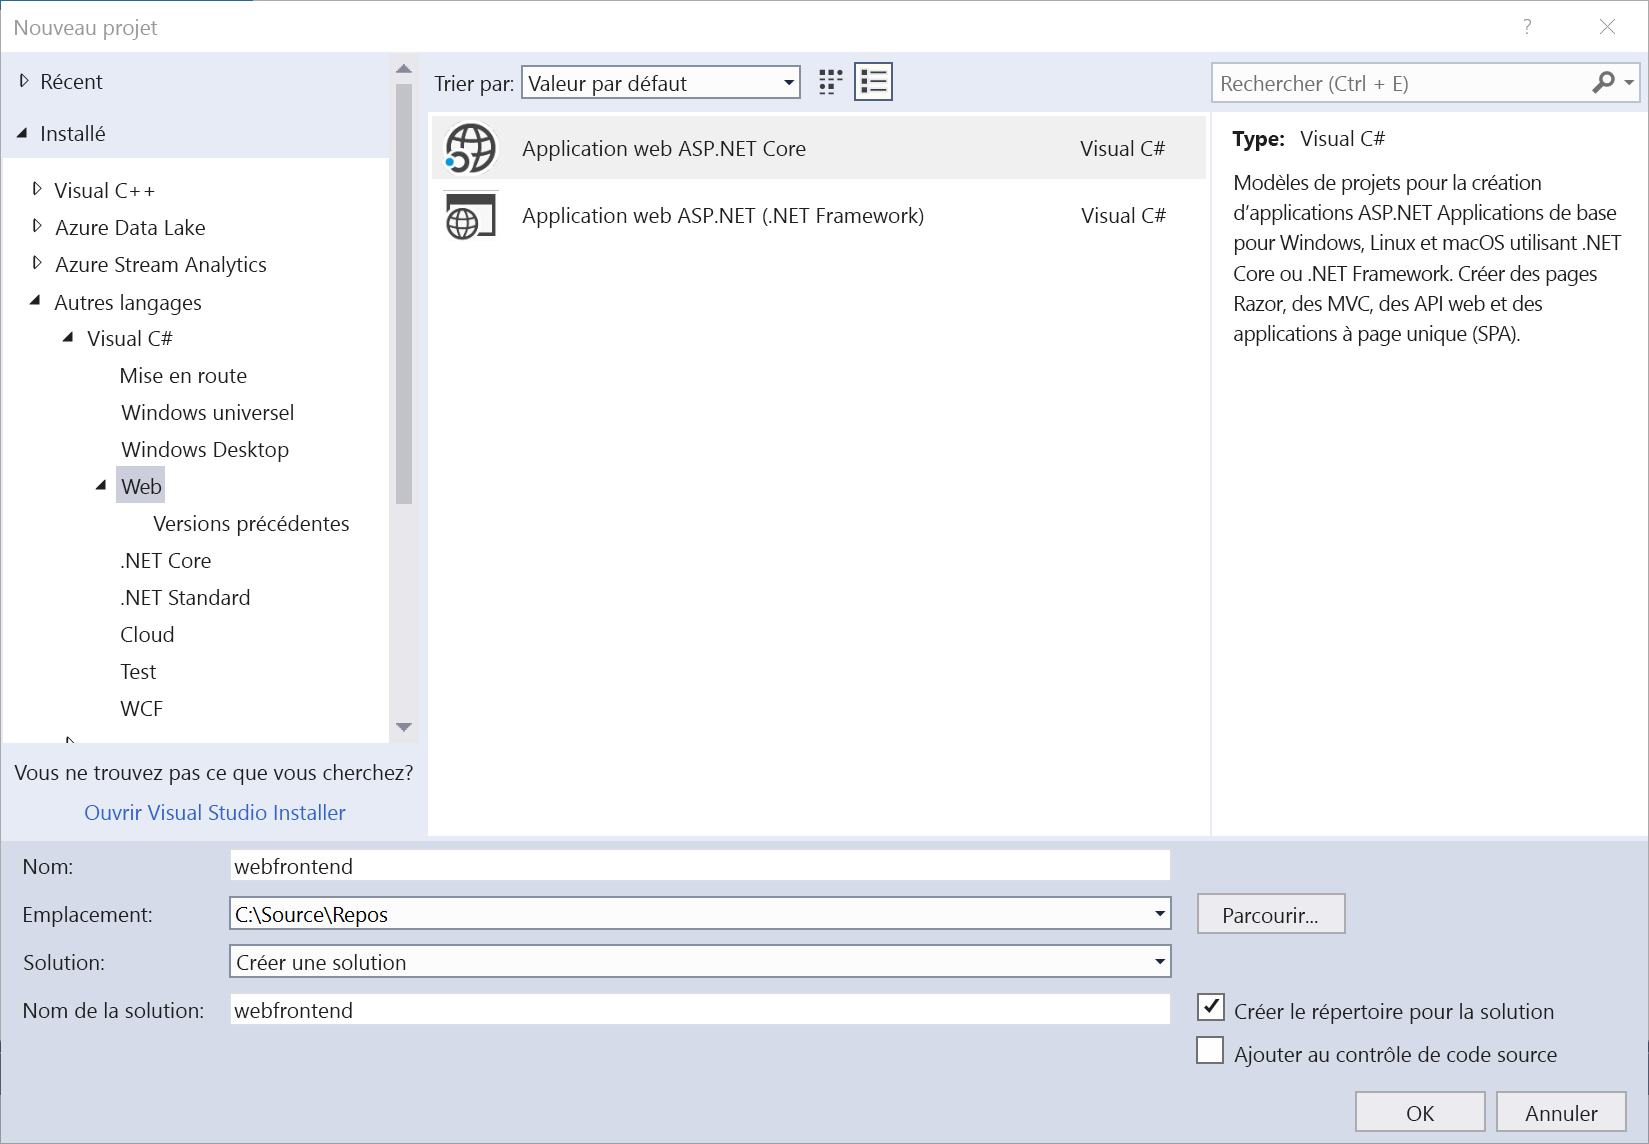 Nouveau projet
?
Récent
Installé
Visual C++
Azure Data Lake
Azure Stream Analytics
Autres langages
Visual C#
Mise en route
Windows universel
Windows Desktop
Web
Versions précédentes
.NET Core
.NET Standard
Cloud
Test
WCF
Vous ne trouvez pas ce que vous cherchez?
Ouvrir Visual Studio Installer
Trier par: Valeur par défaut
Application web ASP.NET Core Visual C#
Application web ASP.NET (.NET Framework) Visual C#
Rechercher (Ctrl + E)
Type: Visual C#
Modèles de projets pour la création
d’applications ASP.NET Applications de base
pour Windows, Linux et macOS utilisant .NET
Core ou .NET Framework. Créer des pages
Razor, des MVC, des API web et des
applications à page unique (SPA).
Nom: webfrontend
Emplacement: C:\Source\Repos Parcourir...
Solution: Créer une solution
Nom de la solution: webfrontend
Créer le répertoire pour la solution
Ajouter au contrôle de code source
OK Annuler